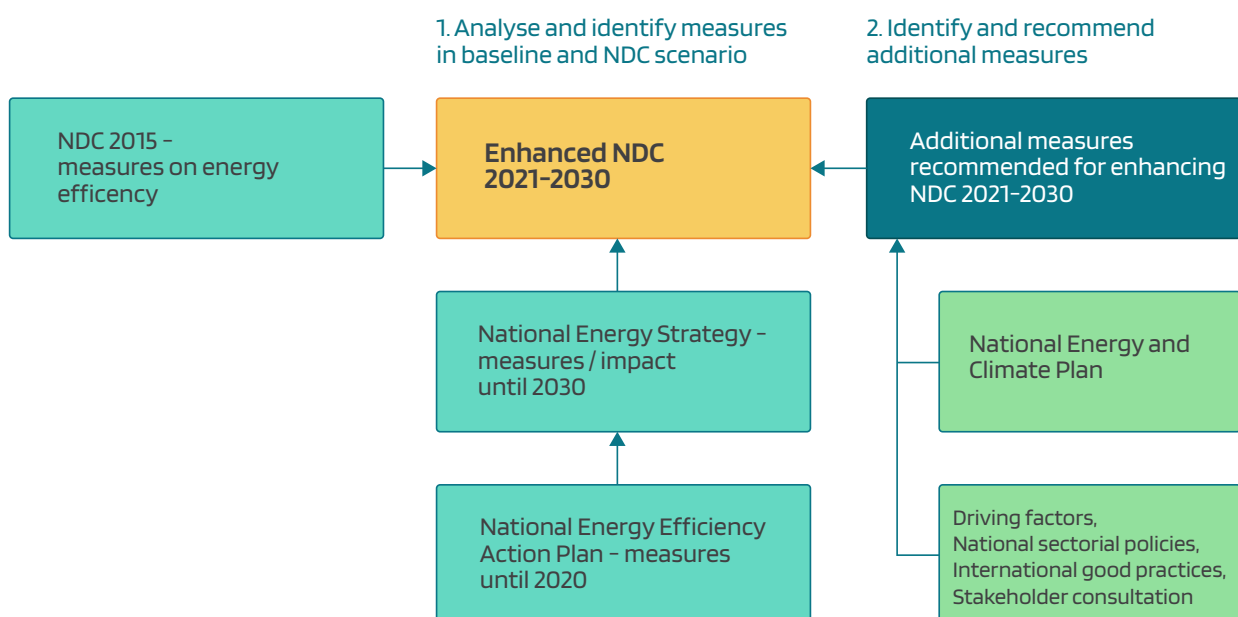 1. Analyse and identify measures
in baseline and NDC scenario
2. Identify and recommend
additional measures
NDC 2015 –
measures on energy
efficency
Enhanced NDC
2021–2030
Additional measures
recommended for enhancing
NDC 2021–2030
National Energy Strategy –
measures / impact
until 2030
National Energy and
Climate Plan
National Energy Efficiency
Action Plan – measures
until 2020
Driving factors,
National sectorial policies,
International good practices,
Stakeholder consultation